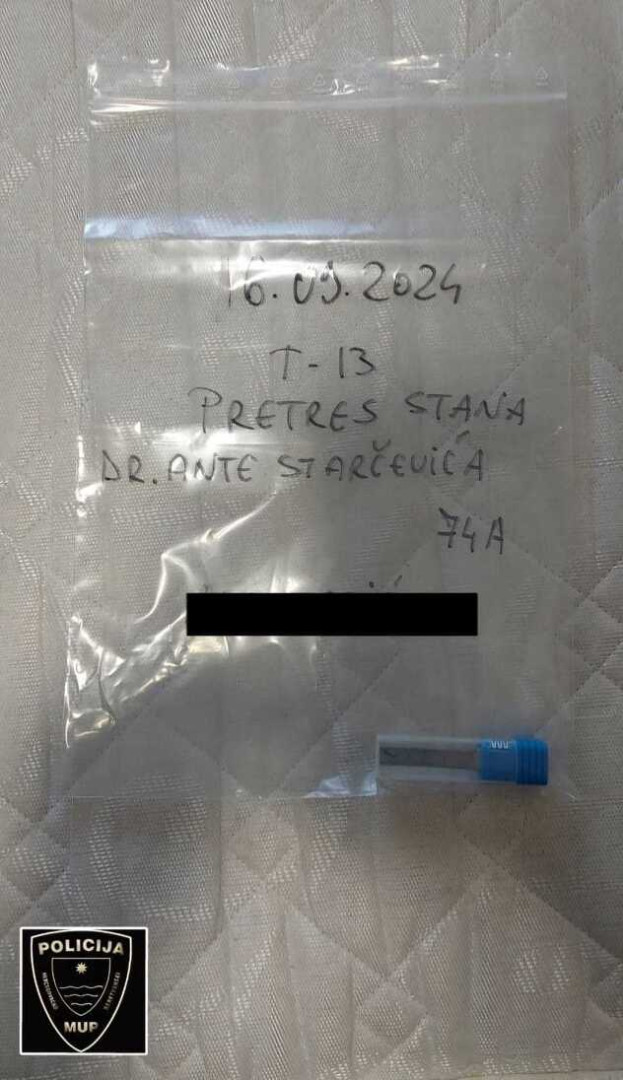 16.09.2024
T-13
PRETRES STANA
DR. ANTE STARČEVIĆA
74A
POLICIJA
MUP